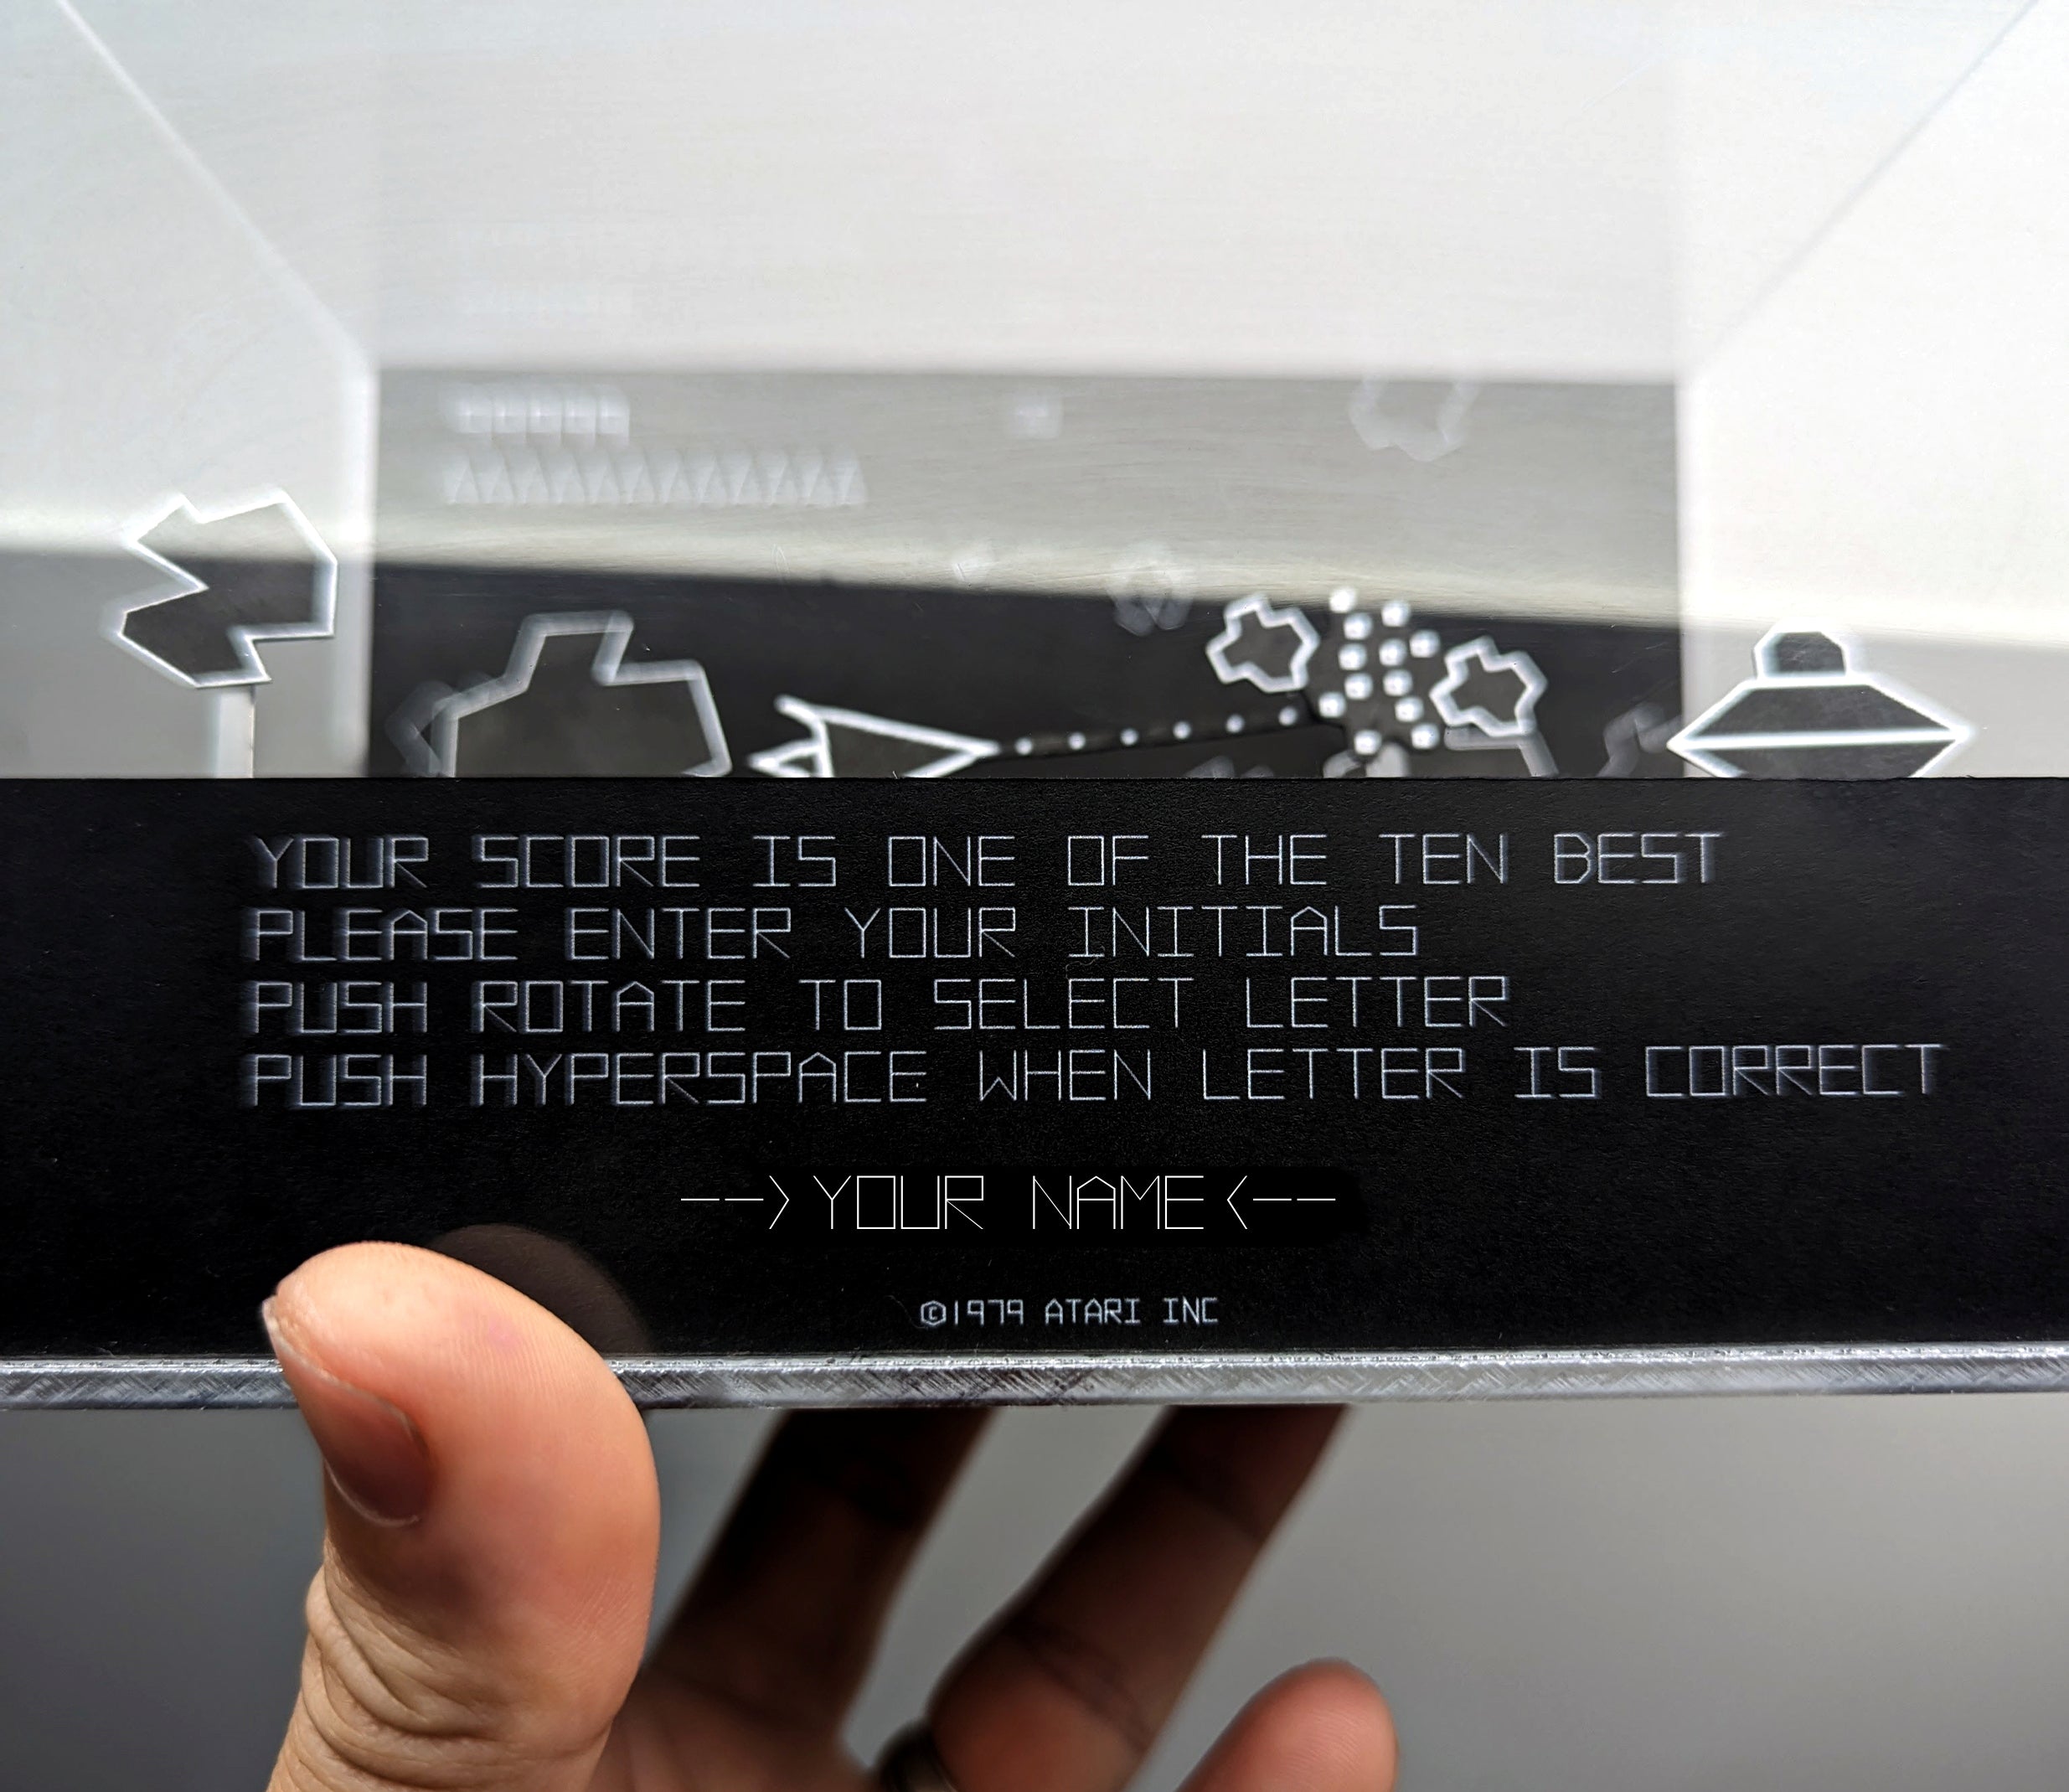 YOUR SCORE IS ONE OF THE TEN BEST
PLEASE ENTER YOUR INITIALS
PUSH ROTATE TO SELECT LETTER
PUSH HYPERSPACE WHEN LETTER IS CORRECT
-->YOUR NAME<--
©1979 ATARI INC